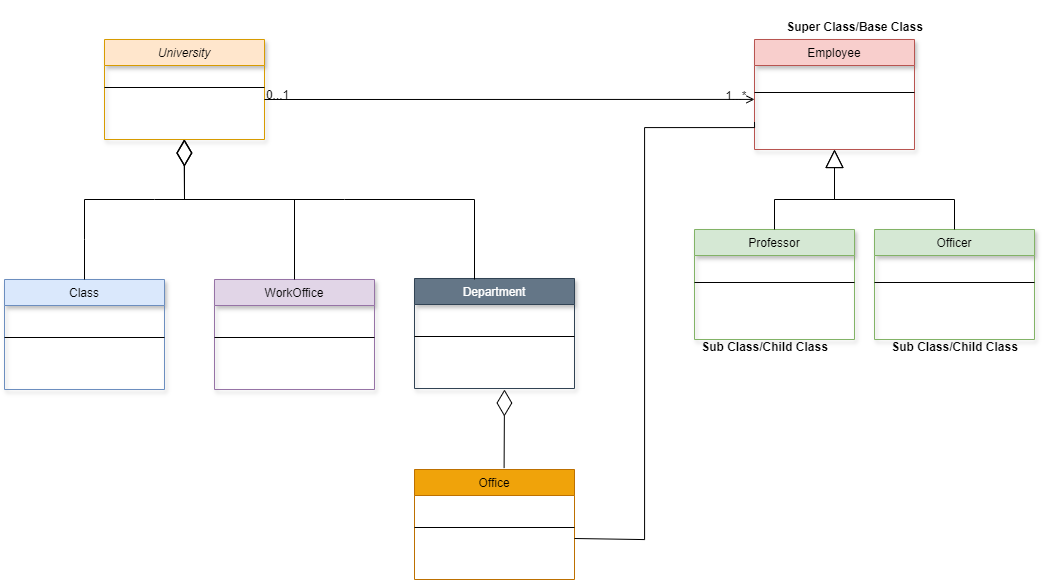 Super Class/Base Class
University
Employee
0...1
1 *
Professor
Officer
Class
WorkOffice
Department
Sub Class/Child Class
Sub Class/Child Class
Office